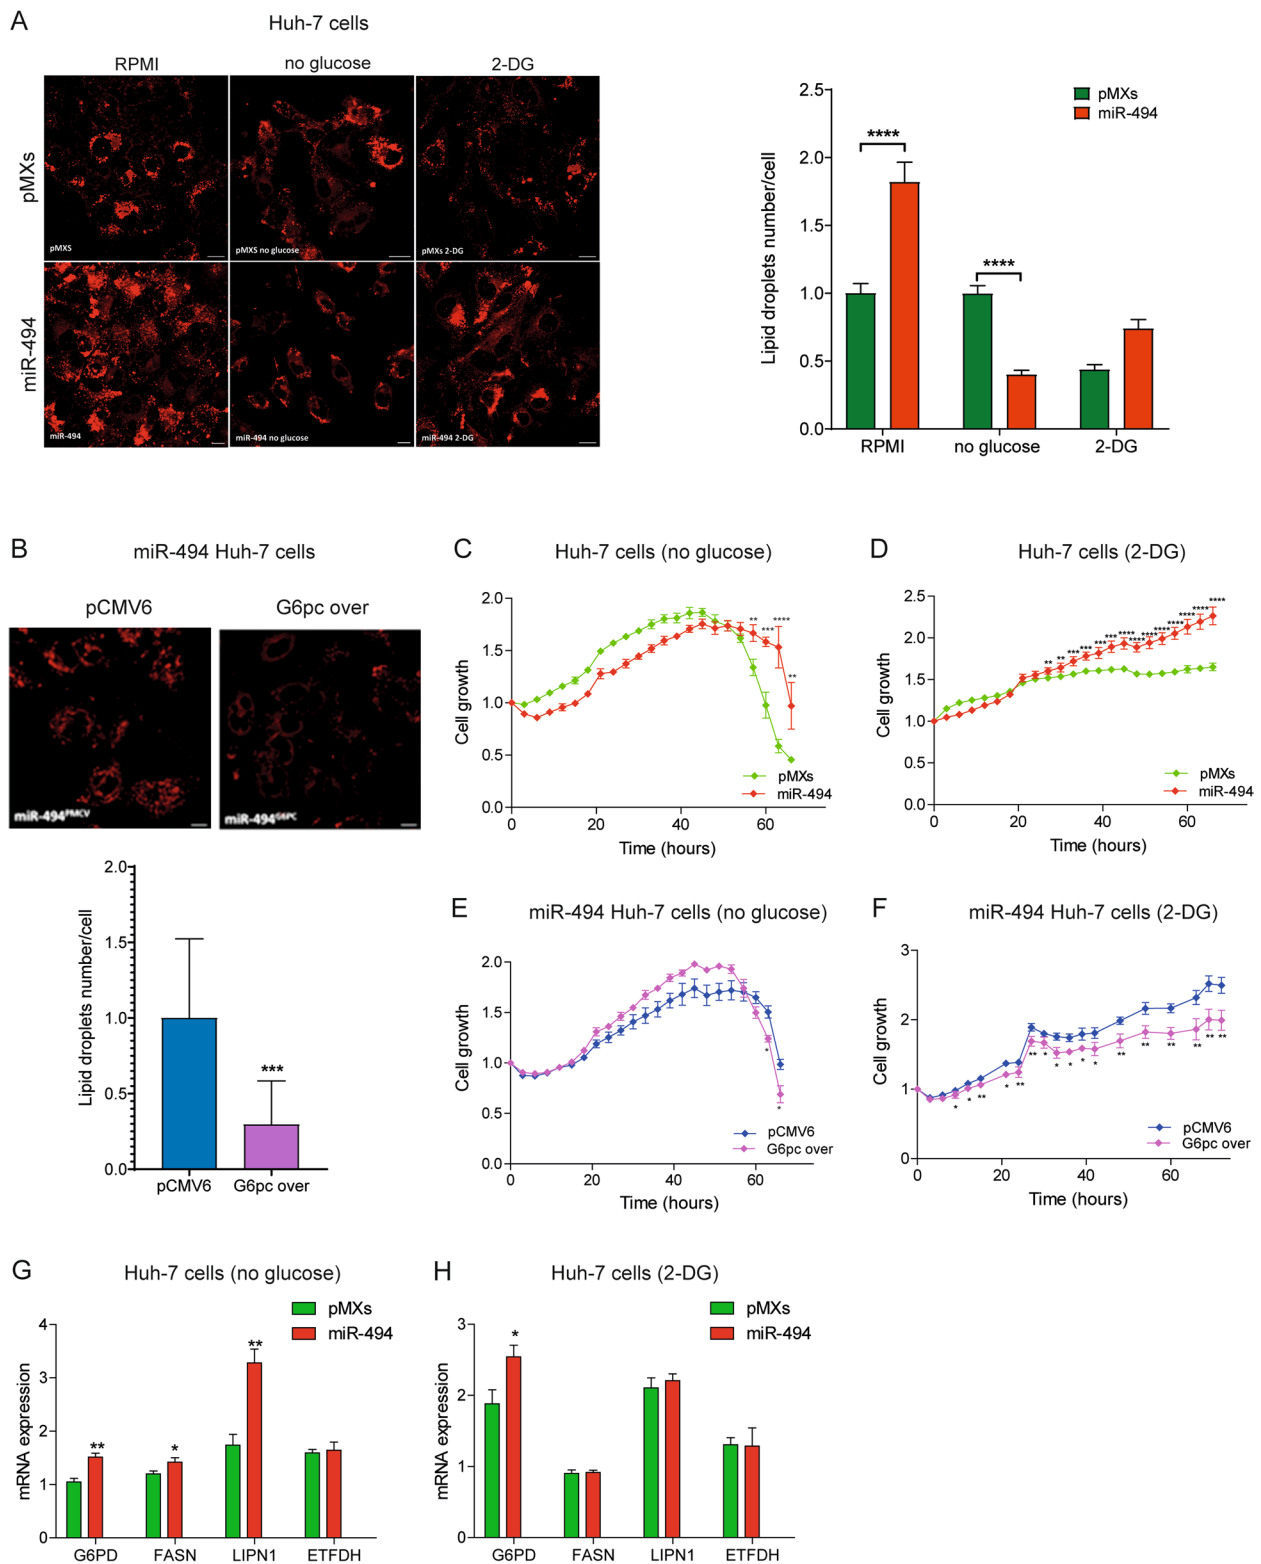 A
Huh-7 cells
RPMI
no glucose
2-DG
pMXs
miR-494
pMXS
pMXS no glucose
pMXs 2-DG
miR-494
miR-494 no glucose
miR-494 2-DG
pMXs
miR-494
Lipid droplets number/cell
2.5
2.0
1.5
1.0
0.5
0.0
****
****
RPMI
no glucose
2-DG
B
miR-494 Huh-7 cells
pCMV6
G6pc over
miR-494PMCV
miR-494G6PC
Lipid droplets number/cell
2.0
1.5
1.0
0.5
0.0
***
pCMV6
G6pc over
C
Huh-7 cells (no glucose)
Cell growth
2.0
1.5
1.0
0.5
0.0
** *** ****
**
pMXs
miR-494
0 20 40 60
Time (hours)
D
Huh-7 cells (2-DG)
Cell growth
2.5
2.0
1.5
1.0
0.5
0.0
** ** *** *** *** *** **** **** **** **** **** **** **** ****
pMXs
miR-494
0 20 40 60
Time (hours)
E
miR-494 Huh-7 cells (no glucose)
Cell growth
2.0
1.5
1.0
0.5
0.0
*
*
pCMV6
G6pc over
0 20 40 60
Time (hours)
F
miR-494 Huh-7 cells (2-DG)
Cell growth
3
2
1
0
* * ** * ** ** * * * * * ** ** ** ** ** **
pCMV6
G6pc over
0 20 40 60
Time (hours)
G
Huh-7 cells (no glucose)
pMXs
miR-494
mRNA expression
4
3
2
1
0
**
*
**
G6PD FASN LIPN1 ETFDH
H
Huh-7 cells (2-DG)
pMXs
miR-494
mRNA expression
3
2
1
0
*
G6PD FASN LIPN1 ETFDH